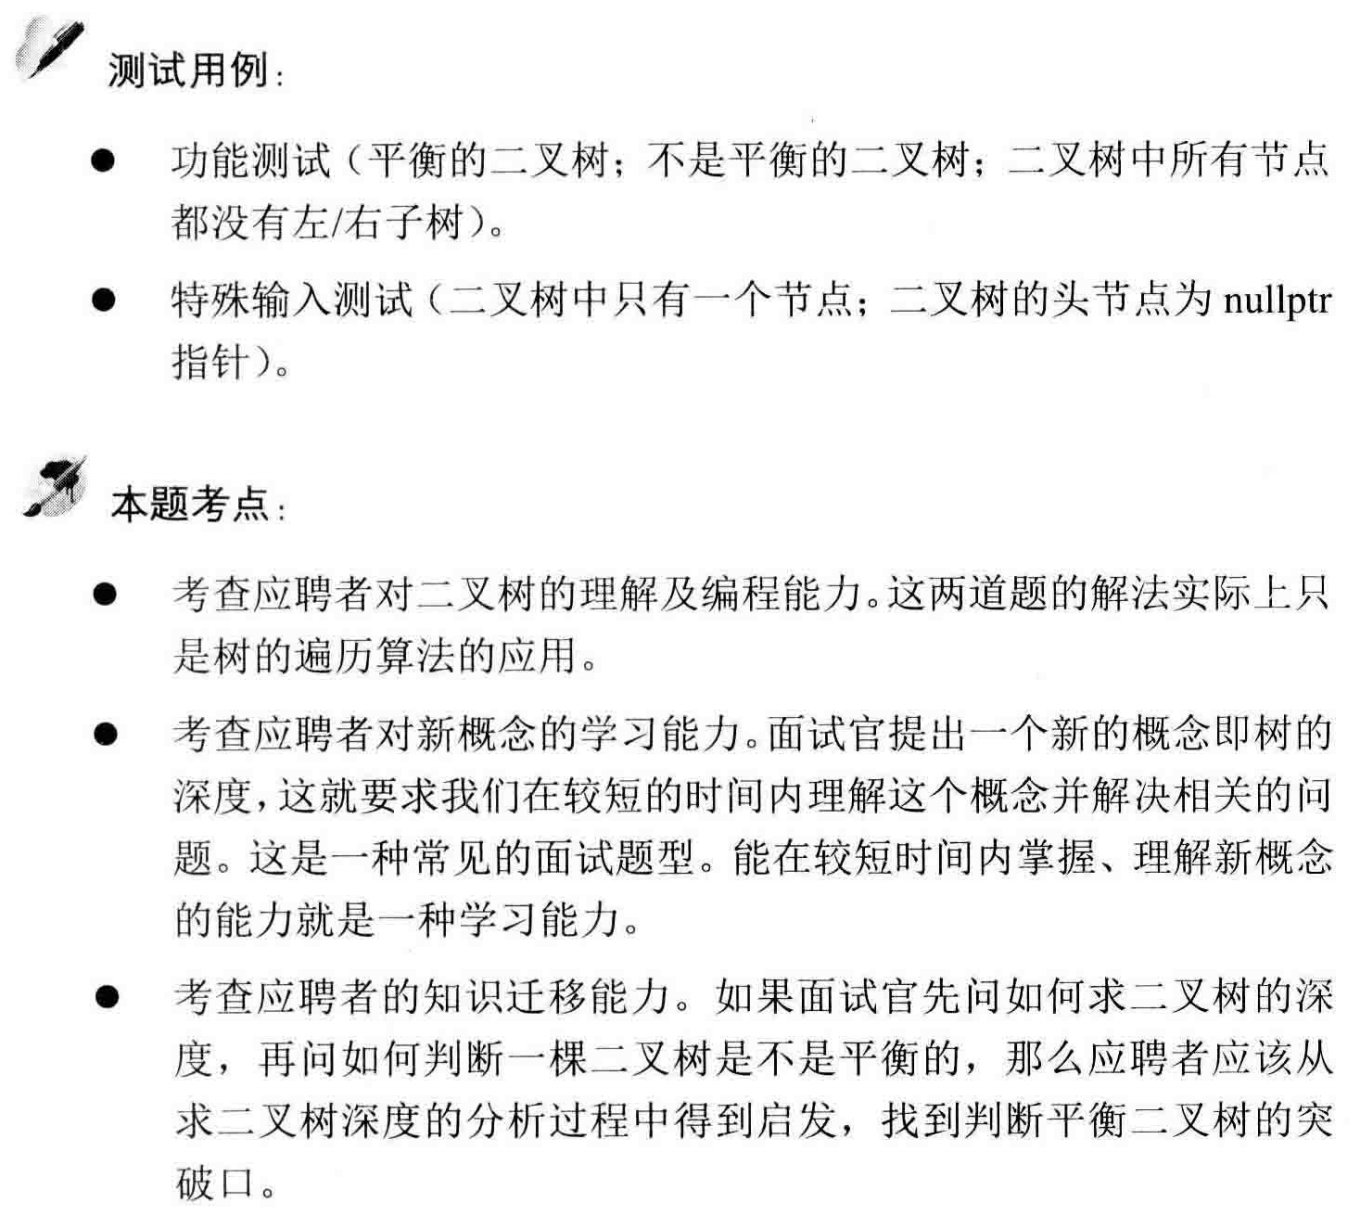 测试用例：
● 功能测试（平衡的二叉树；不是平衡的二叉树；二叉树中所有节点
都没有左/右子树）。
● 特殊输入测试（二叉树中只有一个节点；二叉树的头节点为 nullptr
指针）。
本题考点：
● 考查应聘者对二叉树的理解及编程能力。这两道题的解法实际上只
是树的遍历算法的应用。
● 考查应聘者对新概念的学习能力。面试官提出一个新的概念即树的
深度，这就要求我们在较短的时间内理解这个概念并解决相关的问
题。这是一种常见的面试题型。能在较短时间内掌握、理解新概念
的能力就是一种学习能力。
● 考查应聘者的知识迁移能力。如果面试官先问如何求二叉树的深
度，再问如何判断一棵二叉树是不是平衡的，那么应聘者应该从
求二叉树深度的分析过程中得到启发，找到判断平衡二叉树的突
破口。